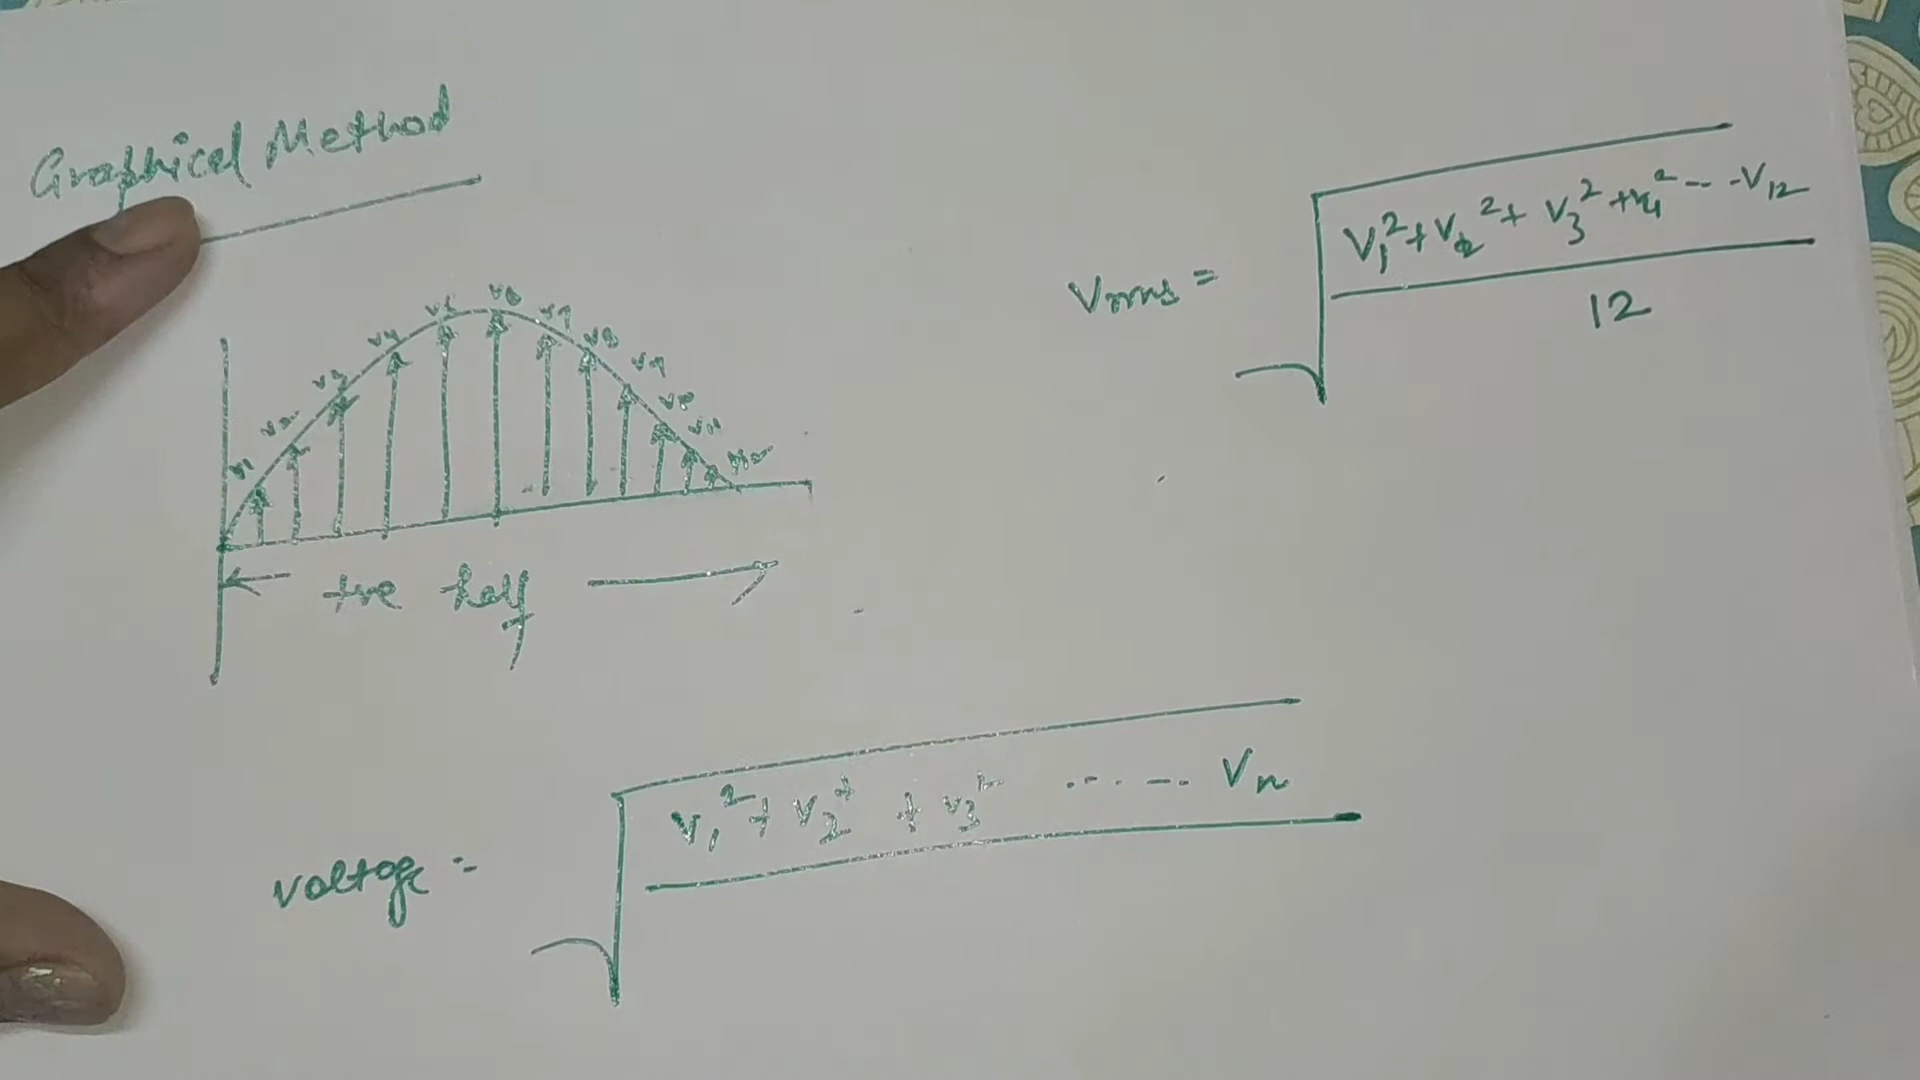 Graphical Method
V1 V2 V3 V4 V5 V6 V7 V8 V9 V10 V11 V12
+ve half
Vrms = √ V₁² + V₂² + V₃² + V₄² -- - V₁₂
12
voltage = √ V₁² + V₂² + V₃² ....... Vn